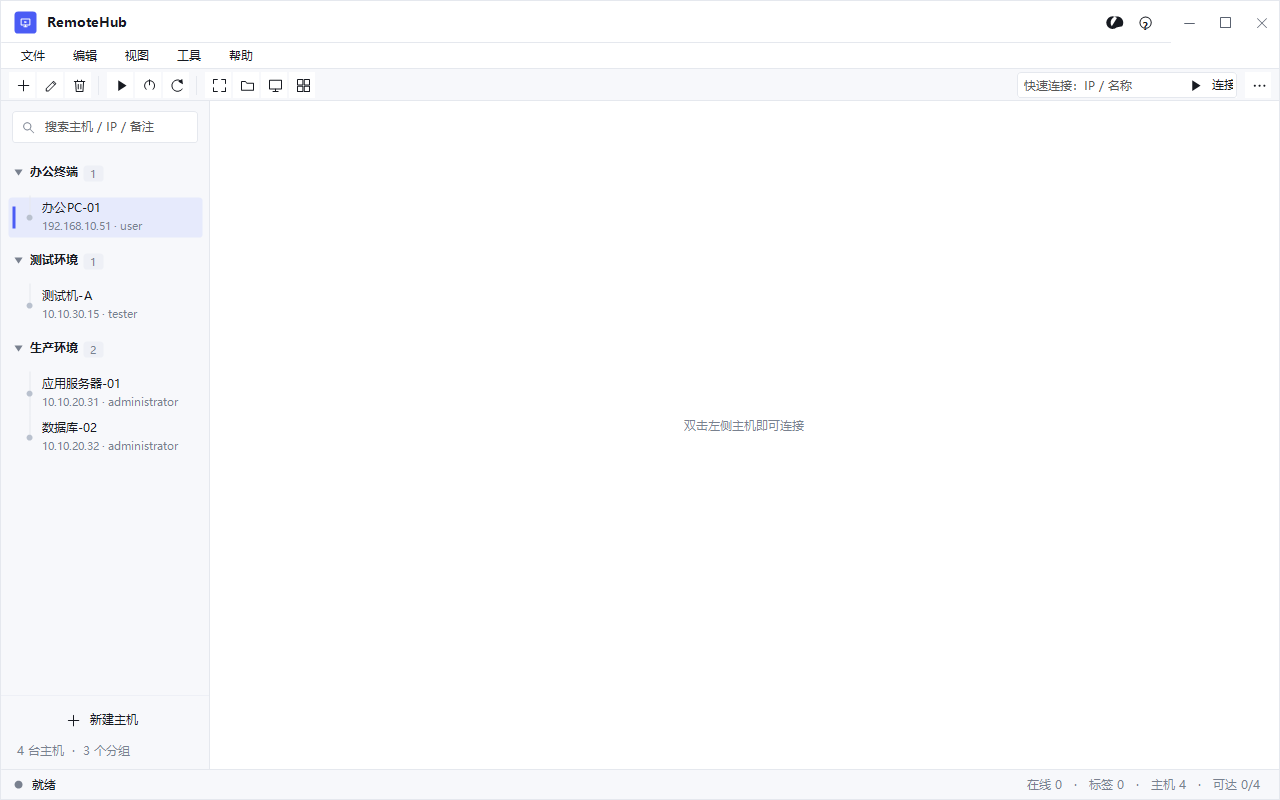 RemoteHub
文件 编辑 视图 工具 帮助
快速连接: IP / 名称 连接
搜索主机 / IP / 备注
办公终端 1
办公PC-01
192.168.10.51 · user
测试环境 1
测试机-A
10.10.30.15 · tester
生产环境 2
应用服务器-01
10.10.20.31 · administrator
数据库-02
10.10.20.32 · administrator
双击左侧主机即可连接
新建主机
4 台主机 · 3 个分组
就绪
在线 0 · 标签 0 · 主机 4 · 可达 0/4